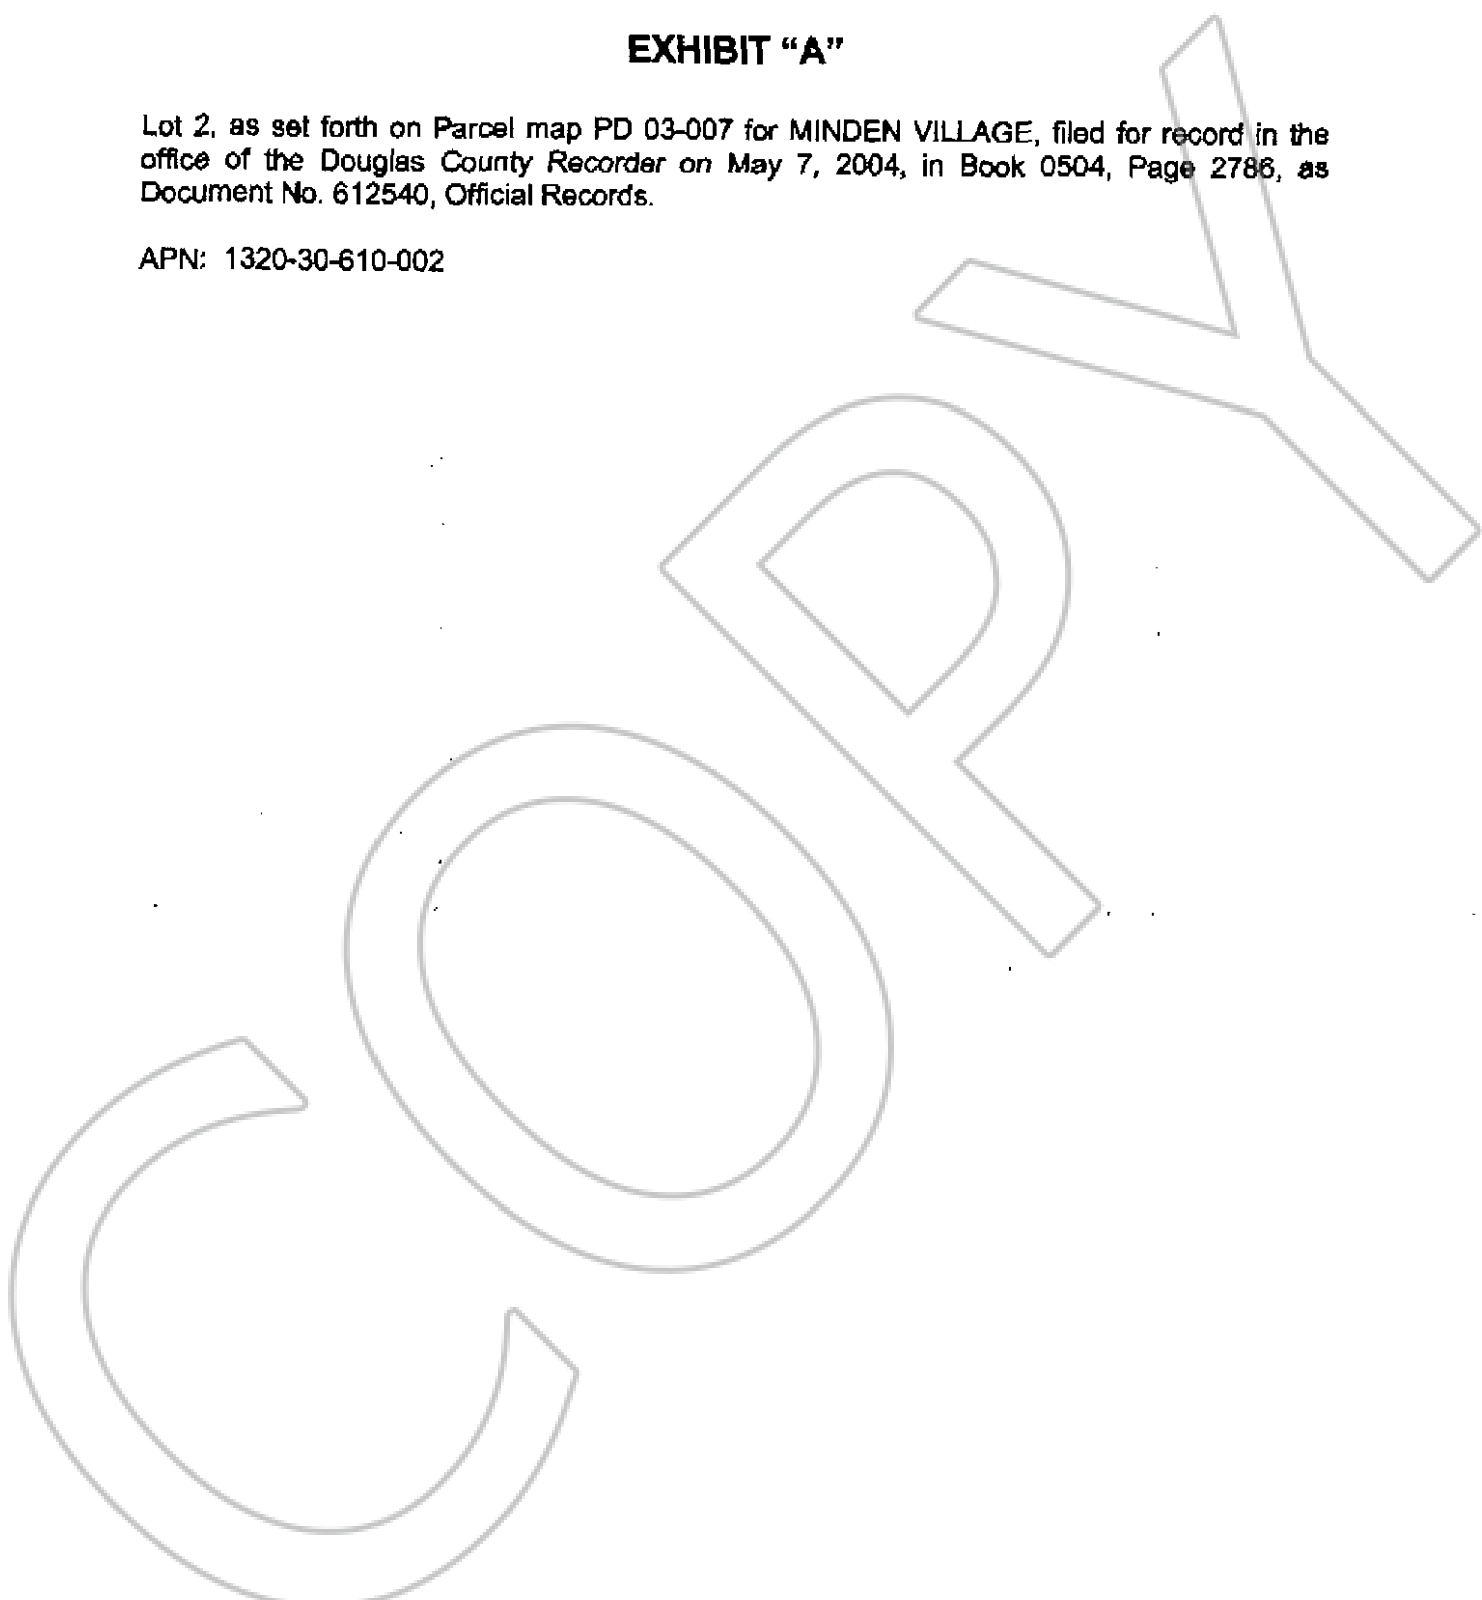 EXHIBIT “A”
Lot 2, as set forth on Parcel map PD 03-007 for MINDEN VILLAGE, filed for record in the
office of the Douglas County Recorder on May 7, 2004, in Book 0504, Page 2786, as
Document No. 612540, Official Records.
APN: 1320-30-610-002
COPY